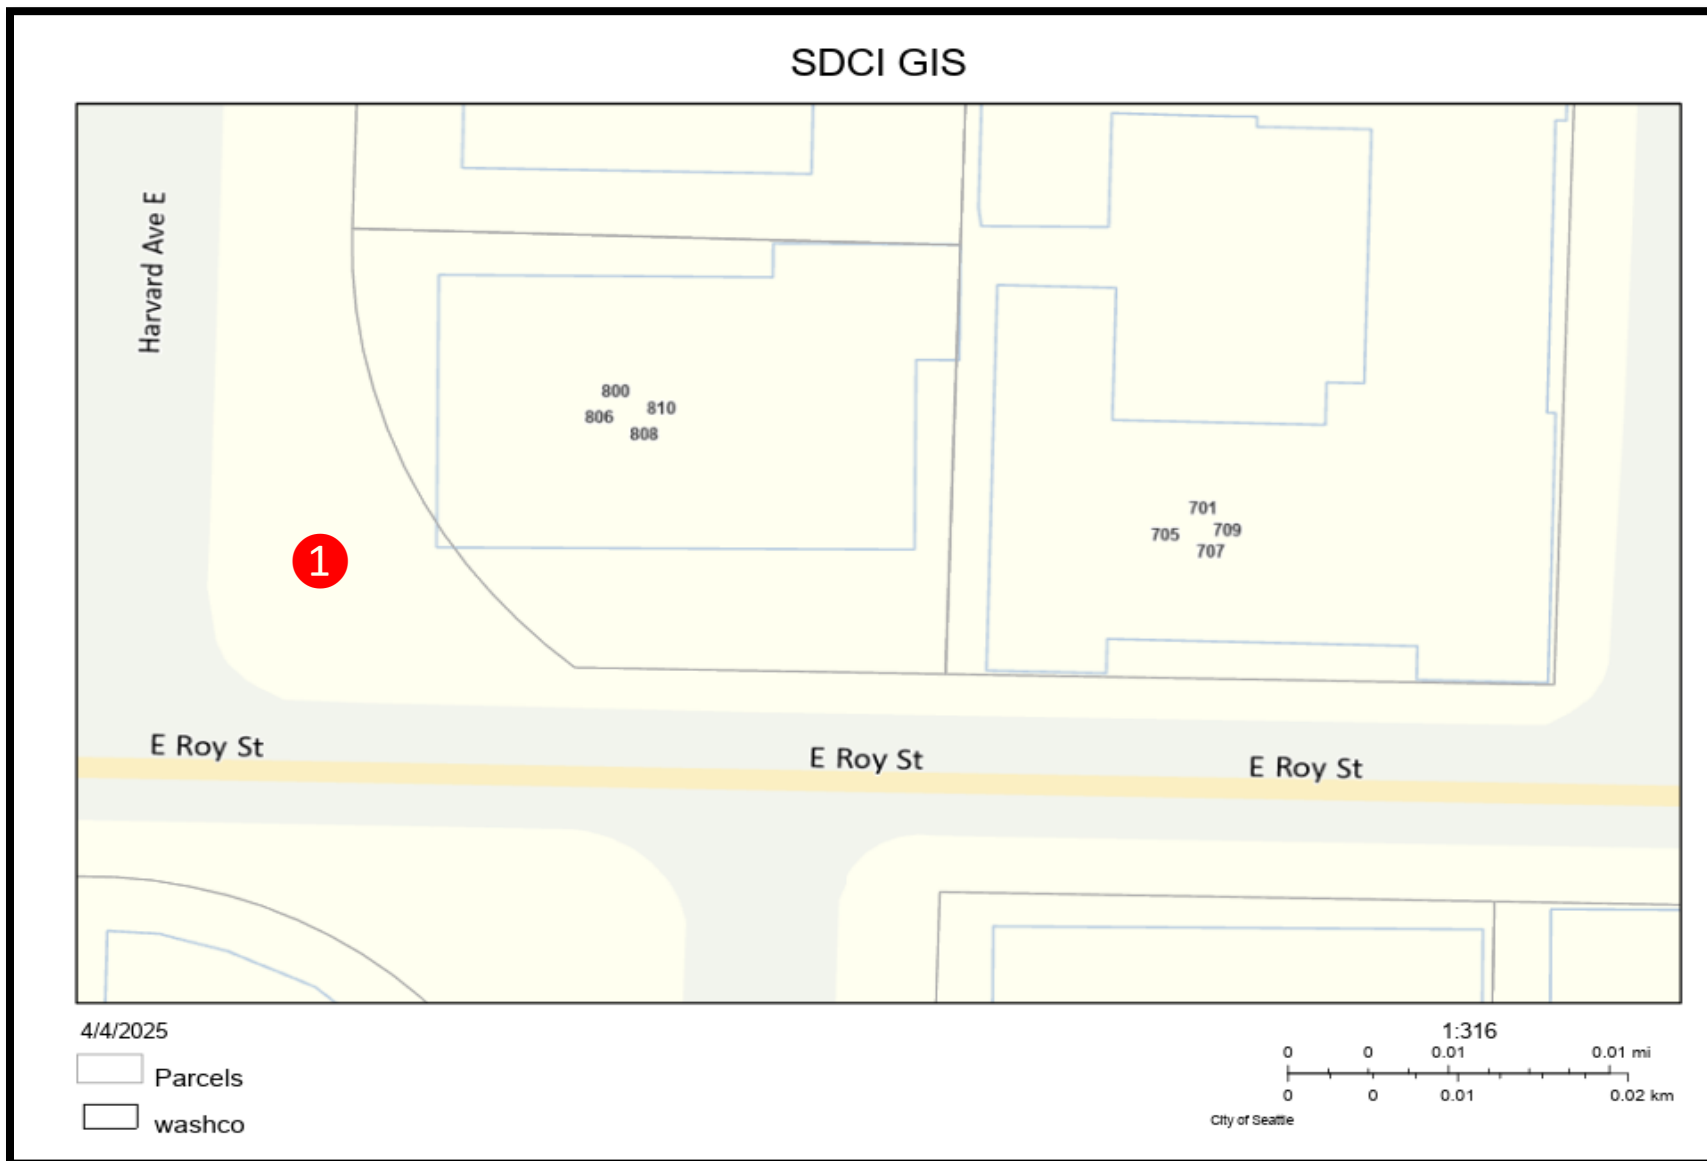 SDCI GIS
Harvard Ave E
800
810
806
808
701
709
705
707
1
E Roy St
E Roy St
E Roy St
4/4/2025
1:316
0 0 0.01 0.01 mi
0 0 0.01 0.02 km
Parcels
washco
City of Seattle